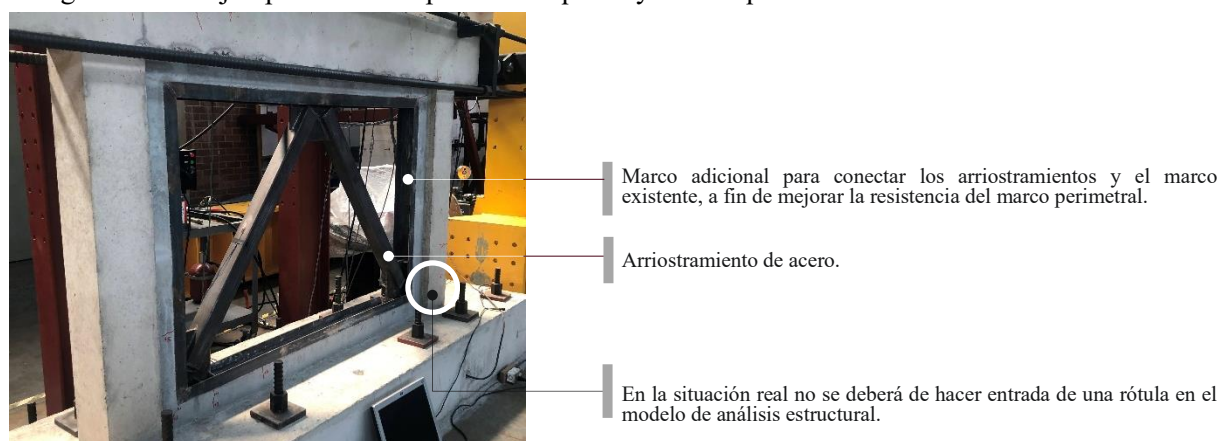 Marco adicional para conectar los arriostramientos y el marco
existente, a fin de mejorar la resistencia del marco perimetral.
Arriostramiento de acero.
En la situación real no se deberá de hacer entrada de una rótula en el
modelo de análisis estructural.